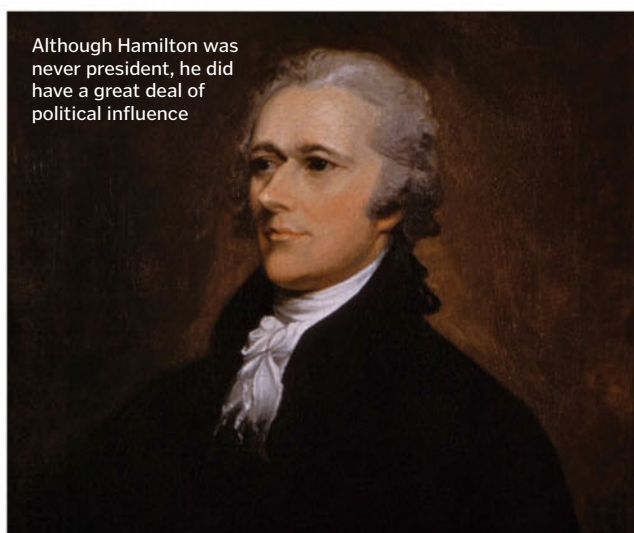 Although Hamilton was
never president, he did
have a great deal of
political influence